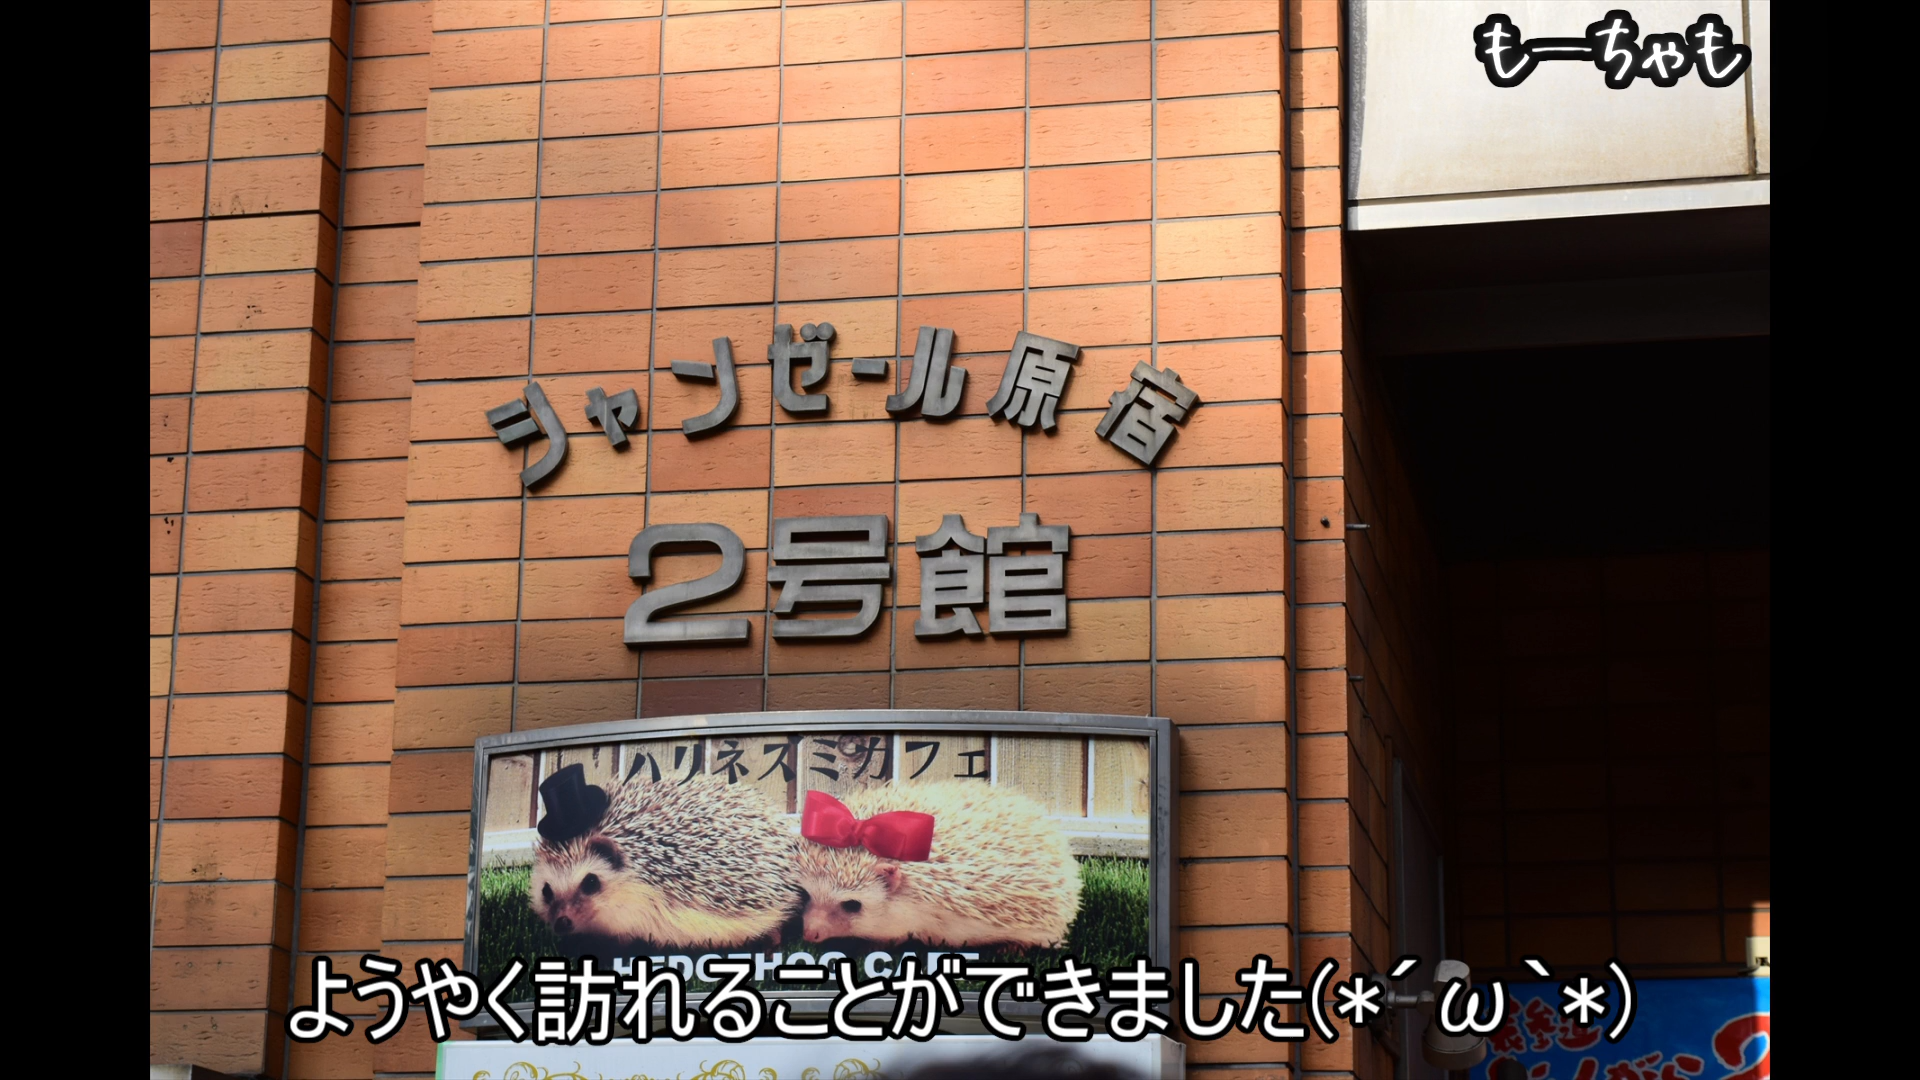 もーちゃも
シャンゼール原宿
2号館
ハリネズミカフェ
HEDGEHOG CAFE
ようやく訪れることができました(*´ω`*)